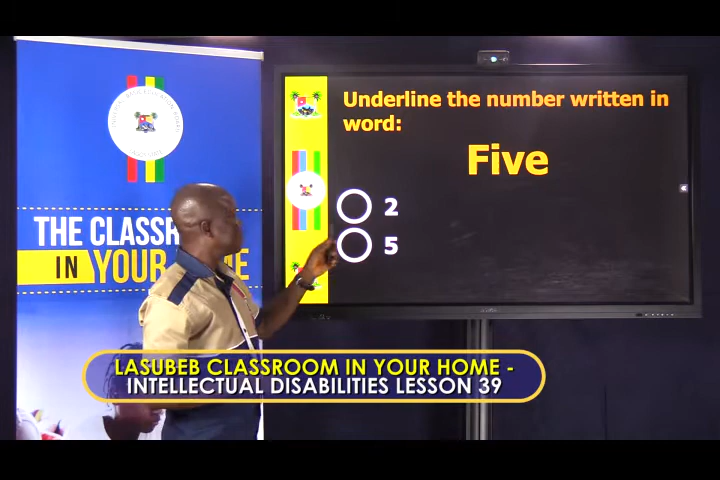 THE CLASSR
IN YOUR ME
Underline the number written in
word:
Five
2
5
LASUBEB CLASSROOM IN YOUR HOME -
INTELLECTUAL DISABILITIES LESSON 39